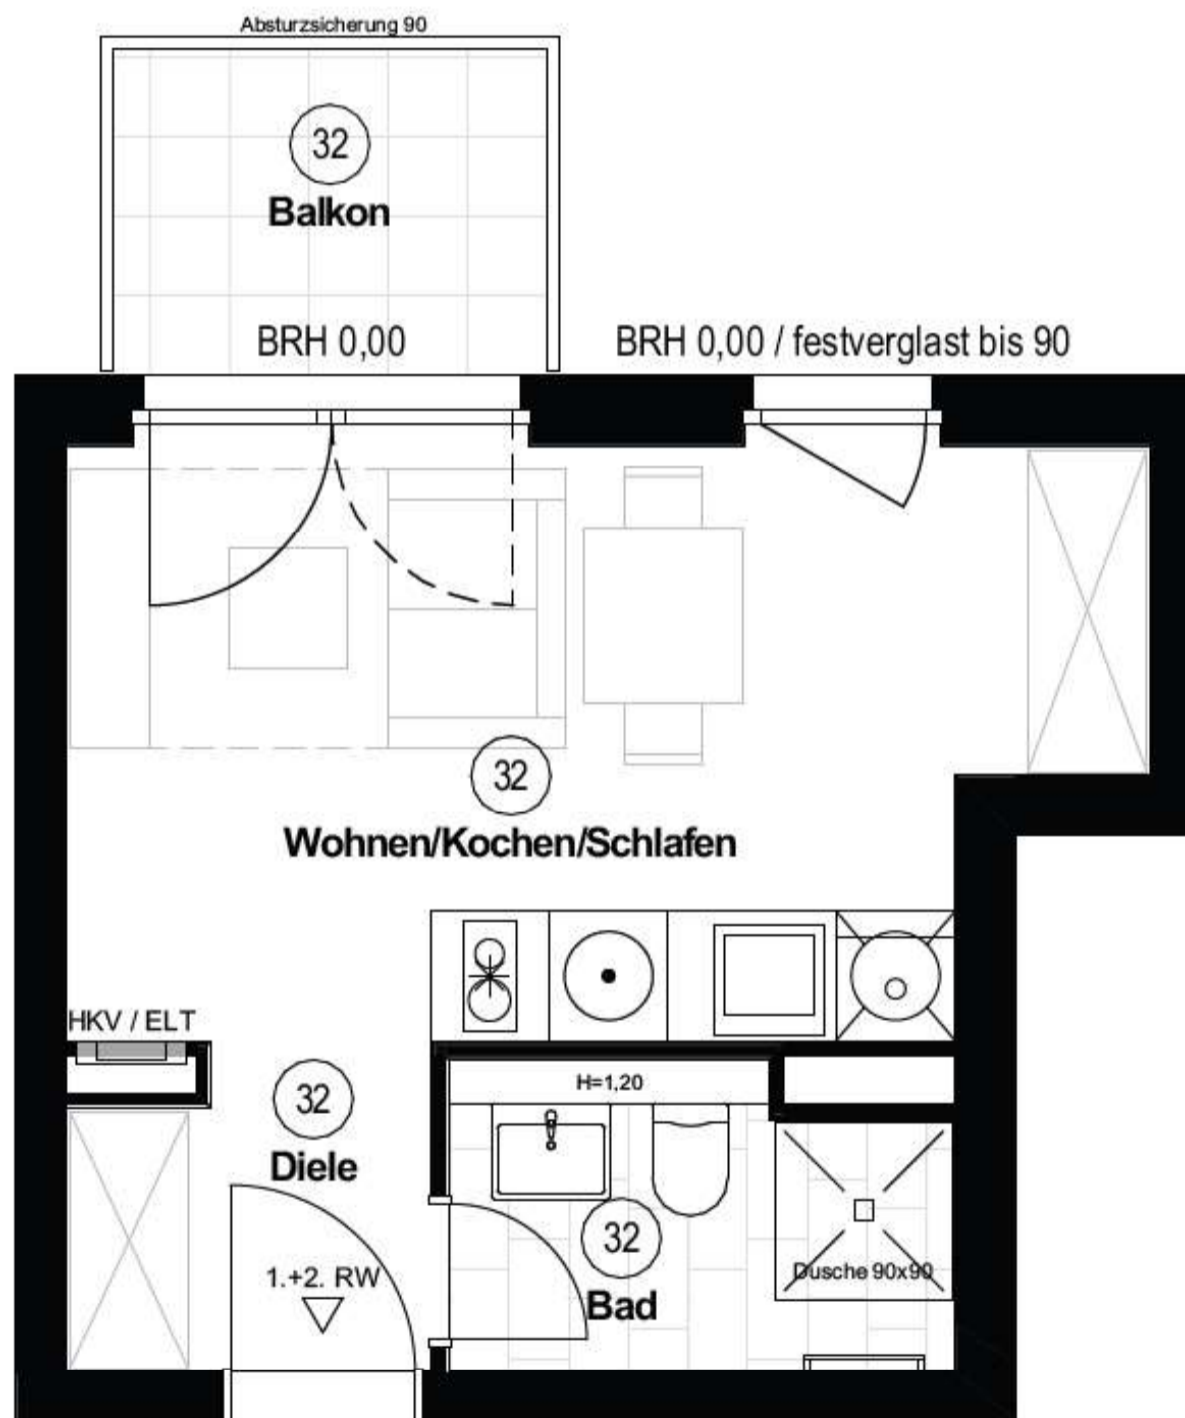 Absturzsicherung 90
32
Balkon
BRH 0,00
BRH 0,00 / festverglast bis 90
32
Wohnen/Kochen/Schlafen
HKV / ELT
H=1,20
32
Diele
32
1.+2. RW
Dusche 90x90
Bad